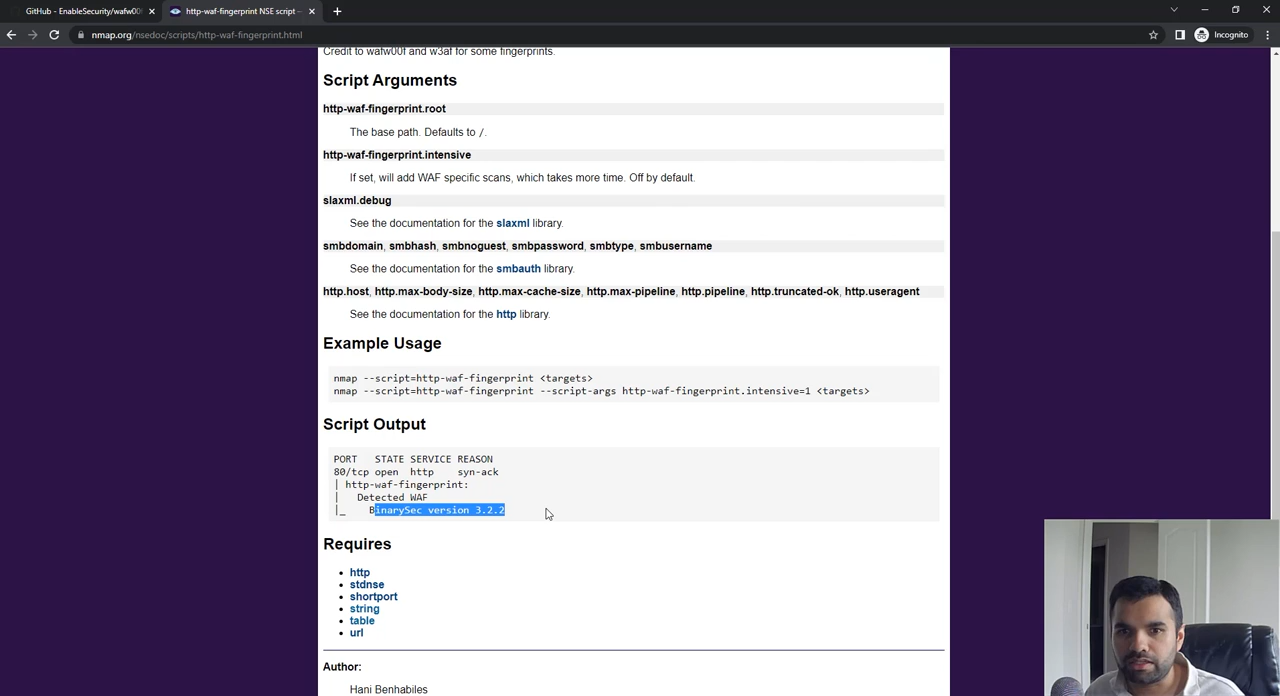 GitHub - EnableSecurity/wafw00f
http-waf-fingerprint NSE script —
nmap.org/nsedoc/scripts/http-waf-fingerprint.html
Incognito
Credit to wafw00f and w3af for some fingerprints.
Script Arguments
http-waf-fingerprint.root
The base path. Defaults to /.
http-waf-fingerprint.intensive
If set, will add WAF specific scans, which takes more time. Off by default.
slaxml.debug
See the documentation for the slaxml library.
smbdomain, smbhash, smbnoguest, smbpassword, smbtype, smbusername
See the documentation for the smbauth library.
http.host, http.max-body-size, http.max-cache-size, http.max-pipeline, http.pipeline, http.truncated-ok, http.useragent
See the documentation for the http library.
Example Usage
nmap --script=http-waf-fingerprint <targets>
nmap --script=http-waf-fingerprint --script-args http-waf-fingerprint.intensive=1 <targets>
Script Output
PORT STATE SERVICE REASON
80/tcp open http syn-ack
| http-waf-fingerprint:
| Detected WAF
|_ BinarySec version 3.2.2
Requires
• http
• stdnse
• shortport
• string
• table
• url
Author:
Hani Benhabiles